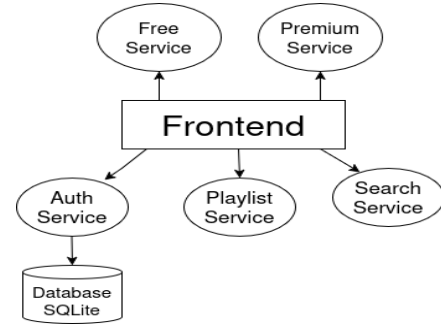 Free
Service
Premium
Service
Frontend
Auth
Service
Playlist
Service
Search
Service
Database
SQLite